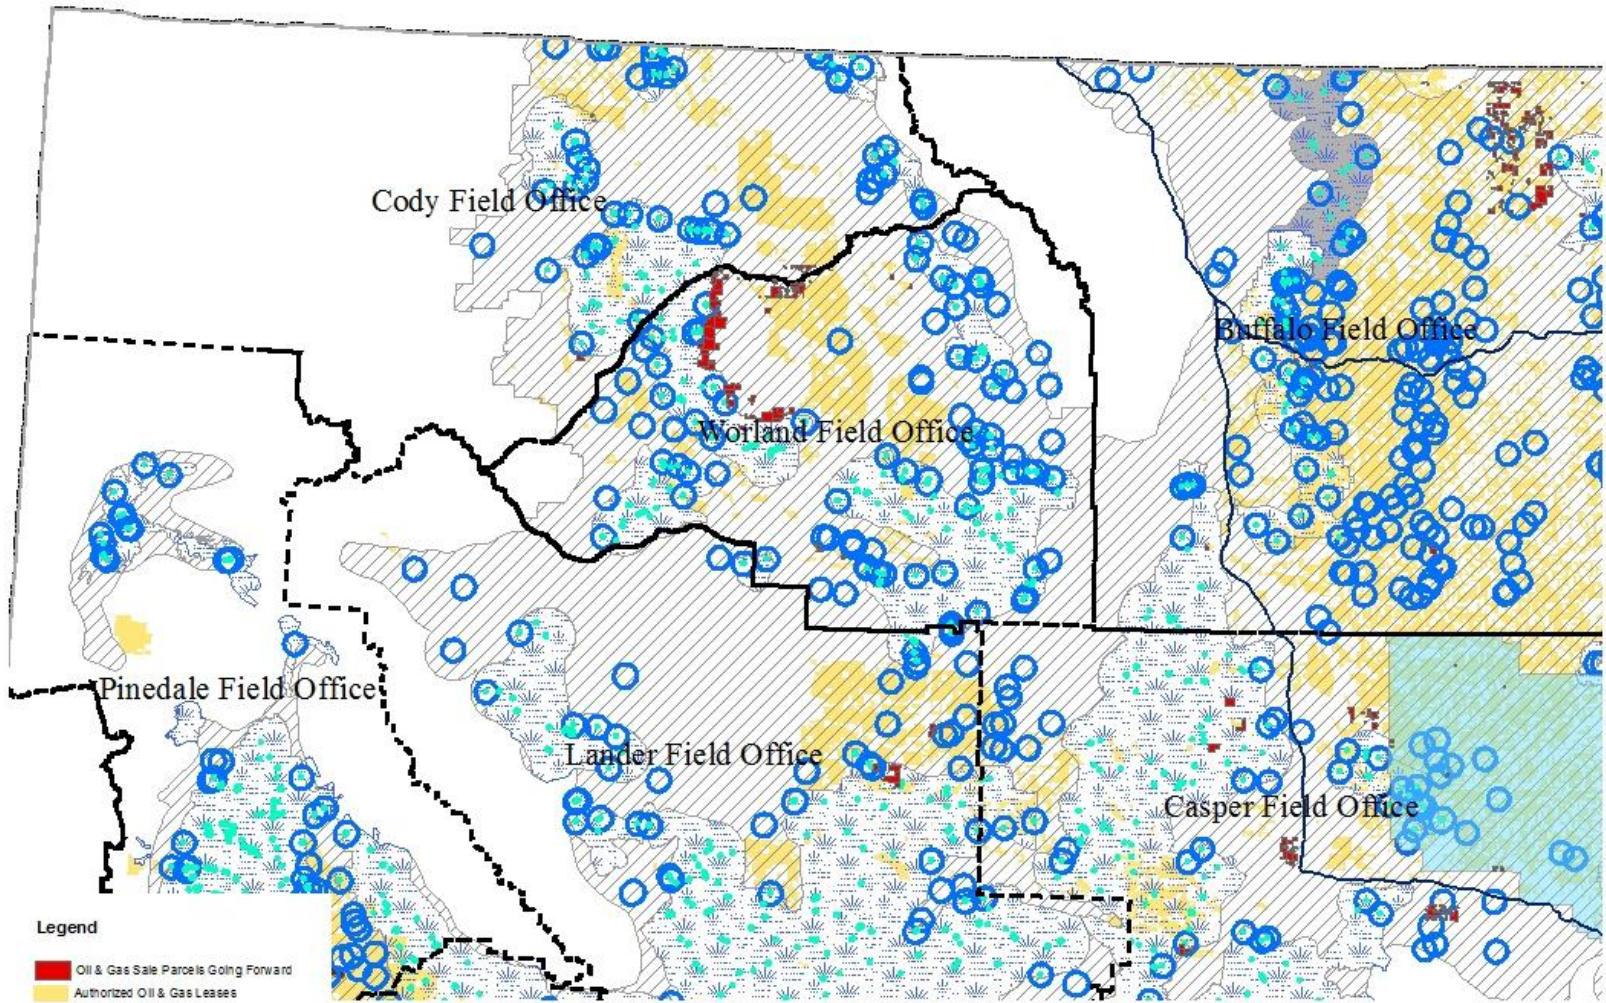 Cody Field Office
Buffalo Field Office
Worland Field Office
Pinedale Field Office
Lander Field Office
Casper Field Office
Legend
Oil & Gas Sale Parcels Going Forward
Authorized Oil & Gas Leases